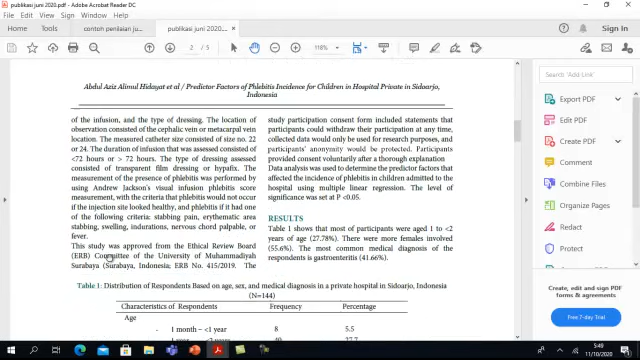 publikasi juni 2020.pdf - Adobe Acrobat Reader DC
File Edit View Sign Window Help
Home Tools contoh penilaian ju... publikasi juni 2020.... × Sign In
2 / 5 118%
Abdul Aziz Alimul Hidayat et al / Predictor Factors of Phlebitis Incidence for Children in Hospital Private in Sidoarjo,
Indonesia
of the infusion, and the type of dressing. The location of
observation consisted of the cephalic vein or metacarpal vein
location. The measured catheter size consisted of size no. 22
or 24. The duration of infusion that was assessed consisted of
<72 hours or > 72 hours. The type of dressing assessed
consisted of transparent film dressing or hypafix. The
measurement of the presence of phlebitis was performed by
using Andrew Jackson's visual infusion phlebitis score
measurement, with the criteria that phlebitis would not occur
if the injection site looked healthy, and phlebitis if it had one
of the following criteria: stabbing pain, erythematic area
stabbing, swelling, indurations, nervous chord palpable, or
fever.
This study was approved from the Ethical Review Board
(ERB) Committee of the University of Muhammadiyah
Surabaya (Surabaya, Indonesia; ERB No. 415/2019. The
study participation consent form included statements that
participants could withdraw their participation at any time,
collected data would only be used for research purposes, and
participants' anonymity would be protected. Participants
provided consent voluntarily after a thorough explanation
Data analysis was used to determine the predictor factors that
affected the incidence of phlebitis in children admitted to the
hospital using multiple linear regression. The level of
significance was set at P <0.05.
RESULTS
Table 1 shows that most of participants were aged 1 to <2
years of age (27.78%). There were more females involved
(55.6%). The most common medical diagnosis of the
respondents is gastroenteritis (41.66%).
Table 1: Distribution of Respondents Based on age, sex, and medical diagnosis in a private hospital in Sidoarjo, Indonesia
(N=144)
Characteristics of Respondents Frequency Percentage
Age
- 1 month – <1 year 8 5.5
1 year <2 years 40 27.7
Search 'Add Link'
Export PDF
Edit PDF
Create PDF
Comment
Combine Files
Organize Pages
Redact
Protect
Create, edit and sign PDF
forms & agreements
Free 7-day Trial
5:49
11/10/2020